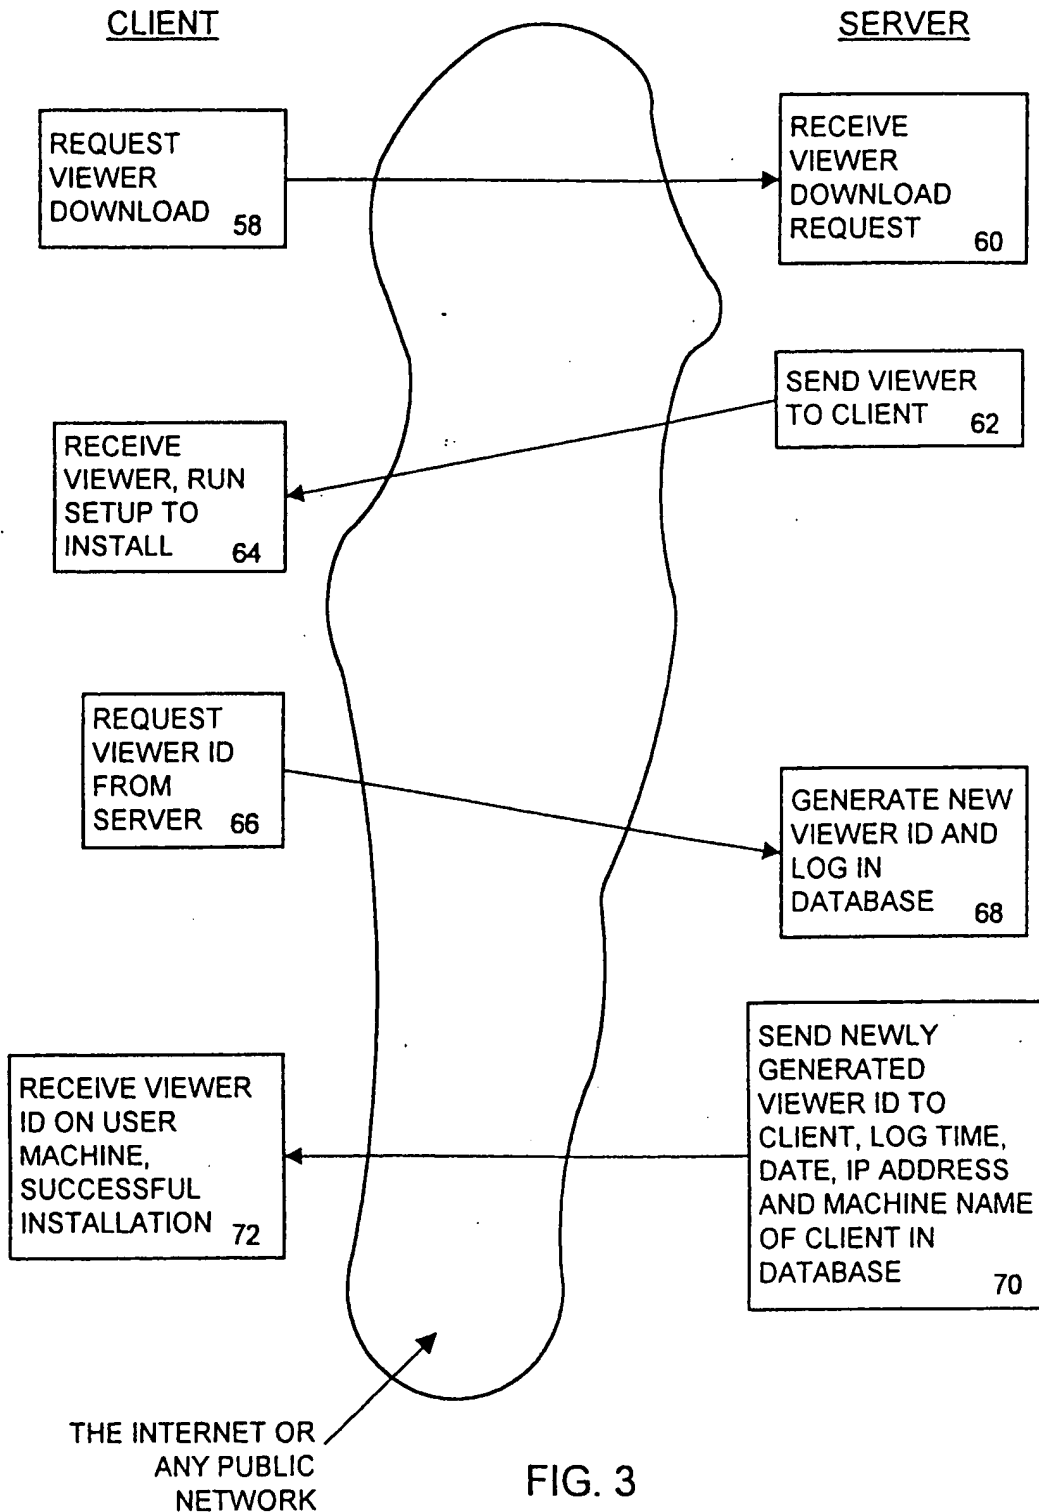 CLIENT
SERVER
REQUEST
VIEWER
DOWNLOAD
58
RECEIVE
VIEWER
DOWNLOAD
REQUEST
60
SEND VIEWER
TO CLIENT
62
RECEIVE
VIEWER, RUN
SETUP TO
INSTALL
64
REQUEST
VIEWER ID
FROM
SERVER
66
GENERATE NEW
VIEWER ID AND
LOG IN
DATABASE
68
SEND NEWLY
GENERATED
VIEWER ID TO
CLIENT, LOG TIME,
DATE, IP ADDRESS
AND MACHINE NAME
OF CLIENT IN
DATABASE
70
RECEIVE VIEWER
ID ON USER
MACHINE,
SUCCESSFUL
INSTALLATION
72
THE INTERNET OR
ANY PUBLIC
NETWORK
FIG. 3